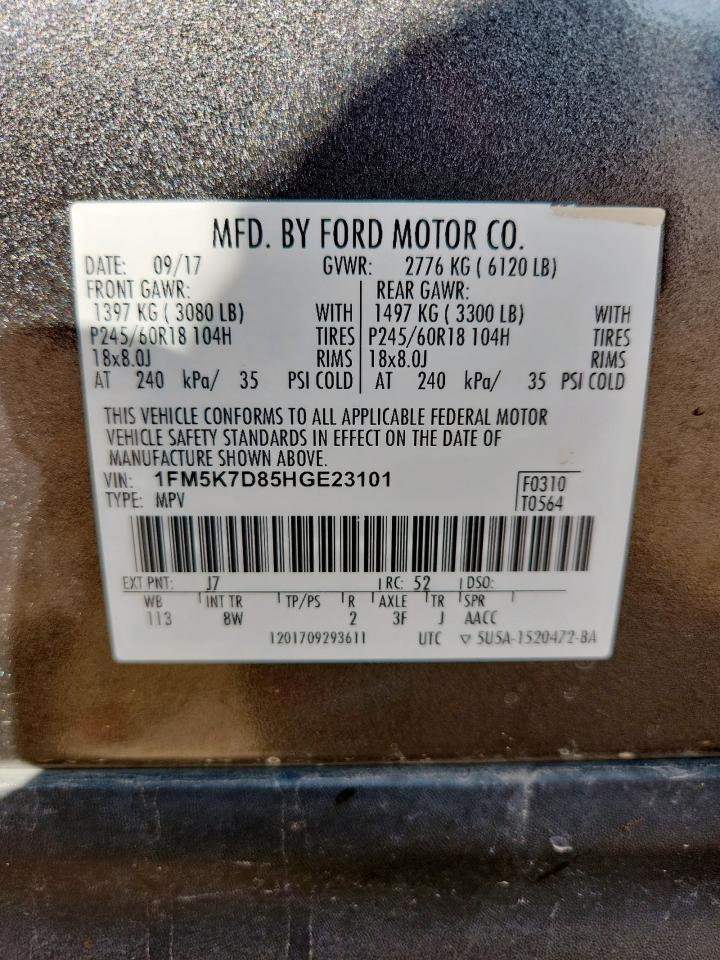 MFD. BY FORD MOTOR CO.
DATE: 09/17 GVWR: 2776 KG ( 6120 LB)
FRONT GAWR: REAR GAWR:
1397 KG ( 3080 LB) WITH 1497 KG ( 3300 LB) WITH
P245/60R18 104H TIRES P245/60R18 104H TIRES
18x8.0J RIMS 18x8.0J RIMS
AT 240 kPa/ 35 PSI COLD AT 240 kPa/ 35 PSI COLD
THIS VEHICLE CONFORMS TO ALL APPLICABLE FEDERAL MOTOR
VEHICLE SAFETY STANDARDS IN EFFECT ON THE DATE OF
MANUFACTURE SHOWN ABOVE.
VIN: 1FM5K7D85HGE23101 F0310
TYPE: MPV T0564
EXT PNT: J7 RC: 52 DSO:
WB INT TR TP/PS R AXLE TR SPR
113 8W 2 3F J AACC
1201709293611 UTC ▽ 5U5A-1520472-BA